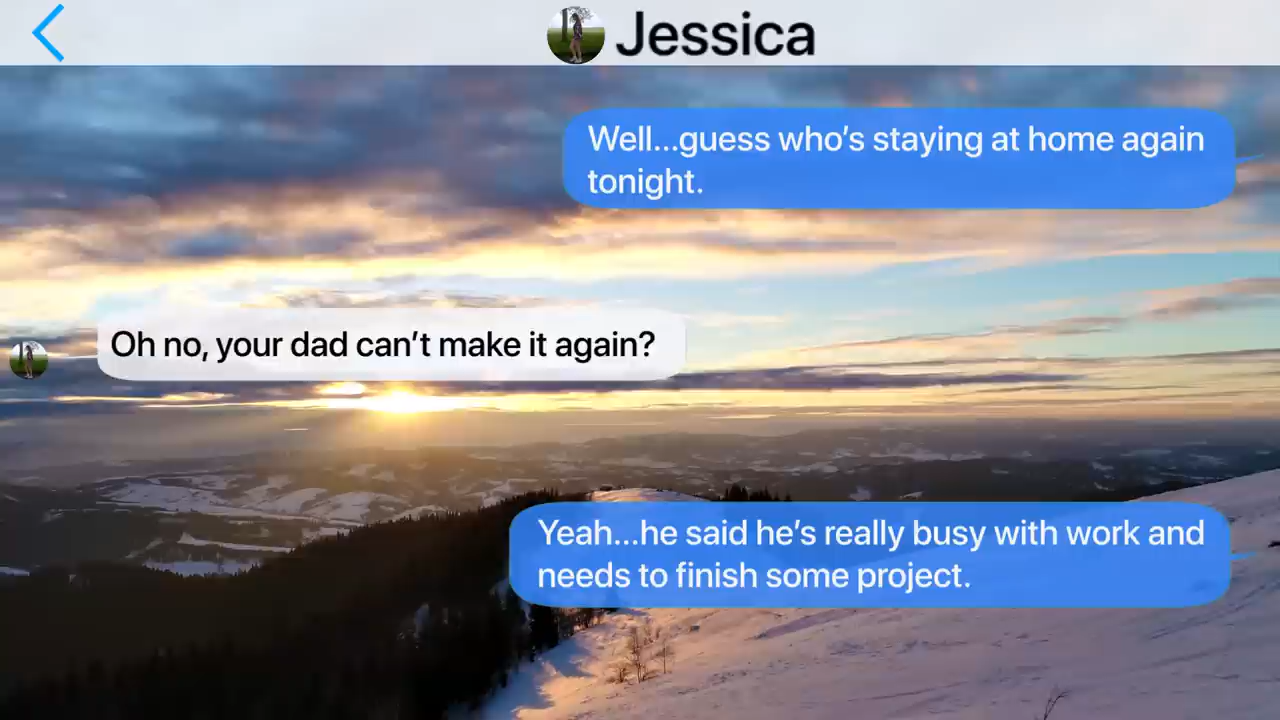 Jessica
Well...guess who's staying at home again
tonight.
Oh no, your dad can't make it again?
Yeah...he said he's really busy with work and
needs to finish some project.